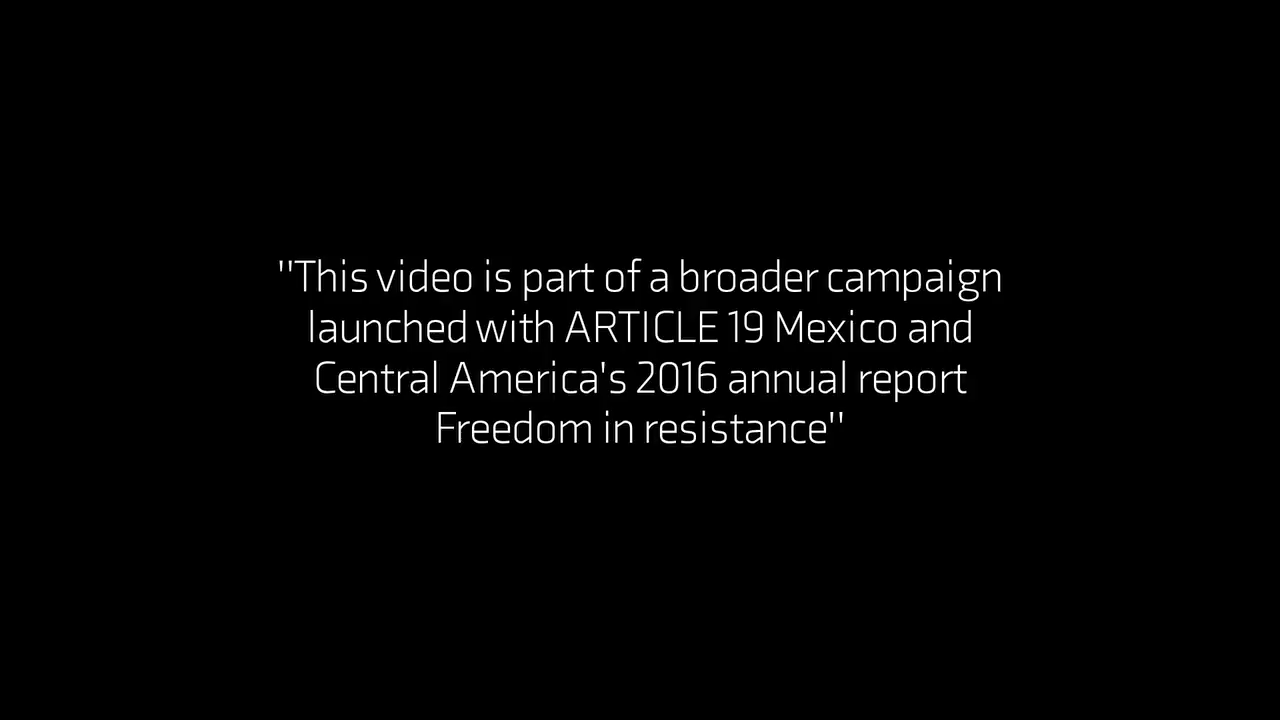 "This video is part of a broader campaign
launched with ARTICLE 19 Mexico and
Central America's 2016 annual report
Freedom in resistance"